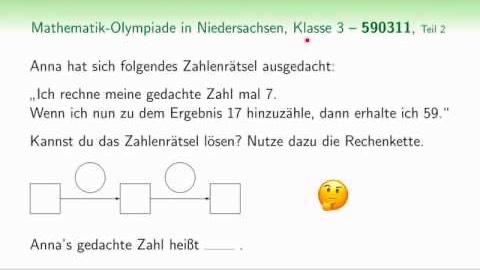 Mathematik-Olympiade in Niedersachsen, Klasse 3 – 590311, Teil 2
Anna hat sich folgendes Zahlenrätsel ausgedacht:
„Ich rechne meine gedachte Zahl mal 7.
Wenn ich nun zu dem Ergebnis 17 hinzuzähle, dann erhalte ich 59.“
Kannst du das Zahlenrätsel lösen? Nutze dazu die Rechenkette.
Anna's gedachte Zahl heißt ____ .